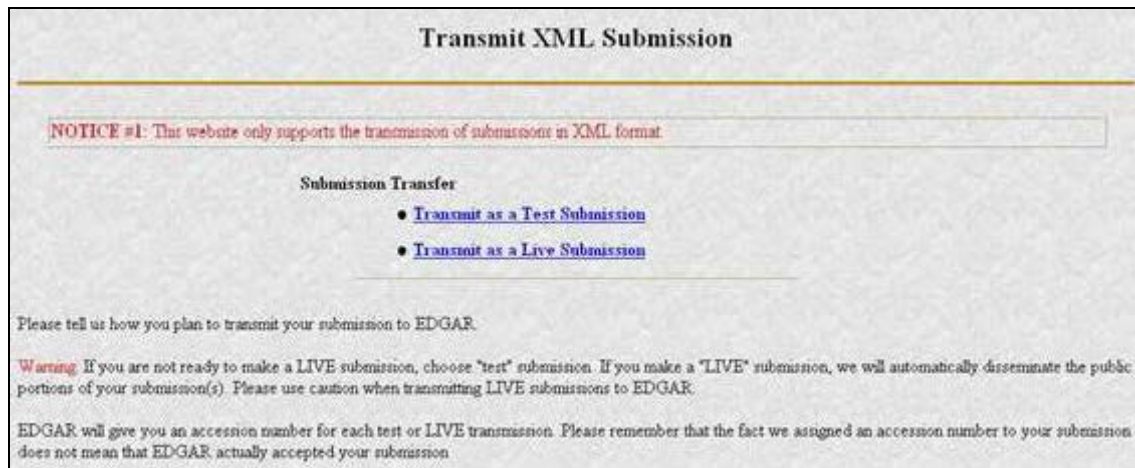 Transmit XML Submission
NOTICE #1: This website only supports the transmission of submissions in XML format.
Submission Transfer
• Transmit as a Test Submission
• Transmit as a Live Submission
Please tell us how you plan to transmit your submission to EDGAR.
Warning: If you are not ready to make a LIVE submission, choose "test" submission. If you make a "LIVE" submission, we will automatically disseminate the public
portions of your submission(s). Please use caution when transmitting LIVE submissions to EDGAR.
EDGAR will give you an accession number for each test or LIVE transmission. Please remember that the fact we assigned an accession number to your submission
does not mean that EDGAR actually accepted your submission